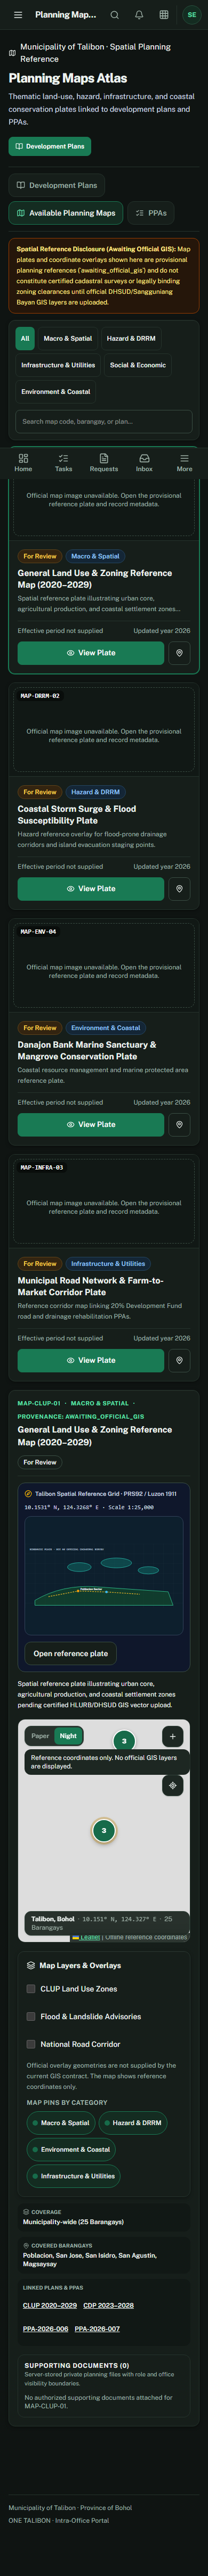 Planning Map...
SE
Municipality of Talibon · Spatial Planning
Reference
Planning Maps Atlas
Thematic land-use, hazard, infrastructure, and coastal
conservation plates linked to development plans and
PPAs.
Development Plans
Development Plans
Available Planning Maps
PPAs
Spatial Reference Disclosure (Awaiting Official GIS): Map
plates and coordinate overlays shown here are provisional
planning references (`awaiting_official_gis`) and do not
constitute certified cadastral surveys or legally binding
zoning clearances until official DHSUD/Sangguniang
Bayan GIS layers are uploaded.
All
Macro & Spatial
Hazard & DRRM
Infrastructure & Utilities
Social & Economic
Environment & Coastal
Search map code, barangay, or plan...
Home
Tasks
Requests
Inbox
More
Official map image unavailable. Open the provisional
reference plate and record metadata.
For Review
Macro & Spatial
General Land Use & Zoning Reference
Map (2020–2029)
Spatial reference plate illustrating urban core,
agricultural production, and coastal settlement zones...
Effective period not supplied
Updated year 2026
View Plate
MAP-DRRM-02
Official map image unavailable. Open the provisional
reference plate and record metadata.
For Review
Hazard & DRRM
Coastal Storm Surge & Flood
Susceptibility Plate
Hazard reference overlay for flood-prone drainage
corridors and island evacuation staging points.
Effective period not supplied
Updated year 2026
View Plate
MAP-ENV-04
Official map image unavailable. Open the provisional
reference plate and record metadata.
For Review
Environment & Coastal
Danajon Bank Marine Sanctuary &
Mangrove Conservation Plate
Coastal resource management and marine protected area
reference plate.
Effective period not supplied
Updated year 2026
View Plate
MAP-INFRA-03
Official map image unavailable. Open the provisional
reference plate and record metadata.
For Review
Infrastructure & Utilities
Municipal Road Network & Farm-to-
Market Corridor Plate
Reference corridor map linking 20% Development Fund
road and drainage rehabilitation PPAs.
Effective period not supplied
Updated year 2026
View Plate
MAP-CLUP-01 · MACRO & SPATIAL ·
PROVENANCE: AWAITING_OFFICIAL_GIS
General Land Use & Zoning Reference
Map (2020–2029)
For Review
Talibon Spatial Reference Grid · PRS92 / Luzon 1911
10.1531° N, 124.3268° E · Scale 1:25,000
Open reference plate
Spatial reference plate illustrating urban core,
agricultural production, and coastal settlement zones
pending certified HLURB/DHSUD GIS vector upload.
Paper
Night
3
+
Reference coordinates only. No official GIS layers
are displayed.
3
Talibon, Bohol · 10.151° N, 124.327° E · 25
Barangays
Leaflet | Offline reference coordinates
Map Layers & Overlays
CLUP Land Use Zones
Flood & Landslide Advisories
National Road Corridor
Official overlay geometries are not supplied by the
current GIS contract. The map shows reference
coordinates only.
MAP PINS BY CATEGORY
Macro & Spatial
Hazard & DRRM
Environment & Coastal
Infrastructure & Utilities
COVERAGE
Municipality-wide (25 Barangays)
COVERED BARANGAYS
Poblacion, San Jose, San Isidro, San Agustin,
Magsaysay
LINKED PLANS & PPAS
CLUP 2020–2029
CDP 2023–2028
PPA-2026-006
PPA-2026-007
SUPPORTING DOCUMENTS (0)
Server-stored private planning files with role and office
visibility boundaries.
No authorized supporting documents attached for
MAP-CLUP-01.
Municipality of Talibon · Province of Bohol
ONE TALIBON · Intra-Office Portal